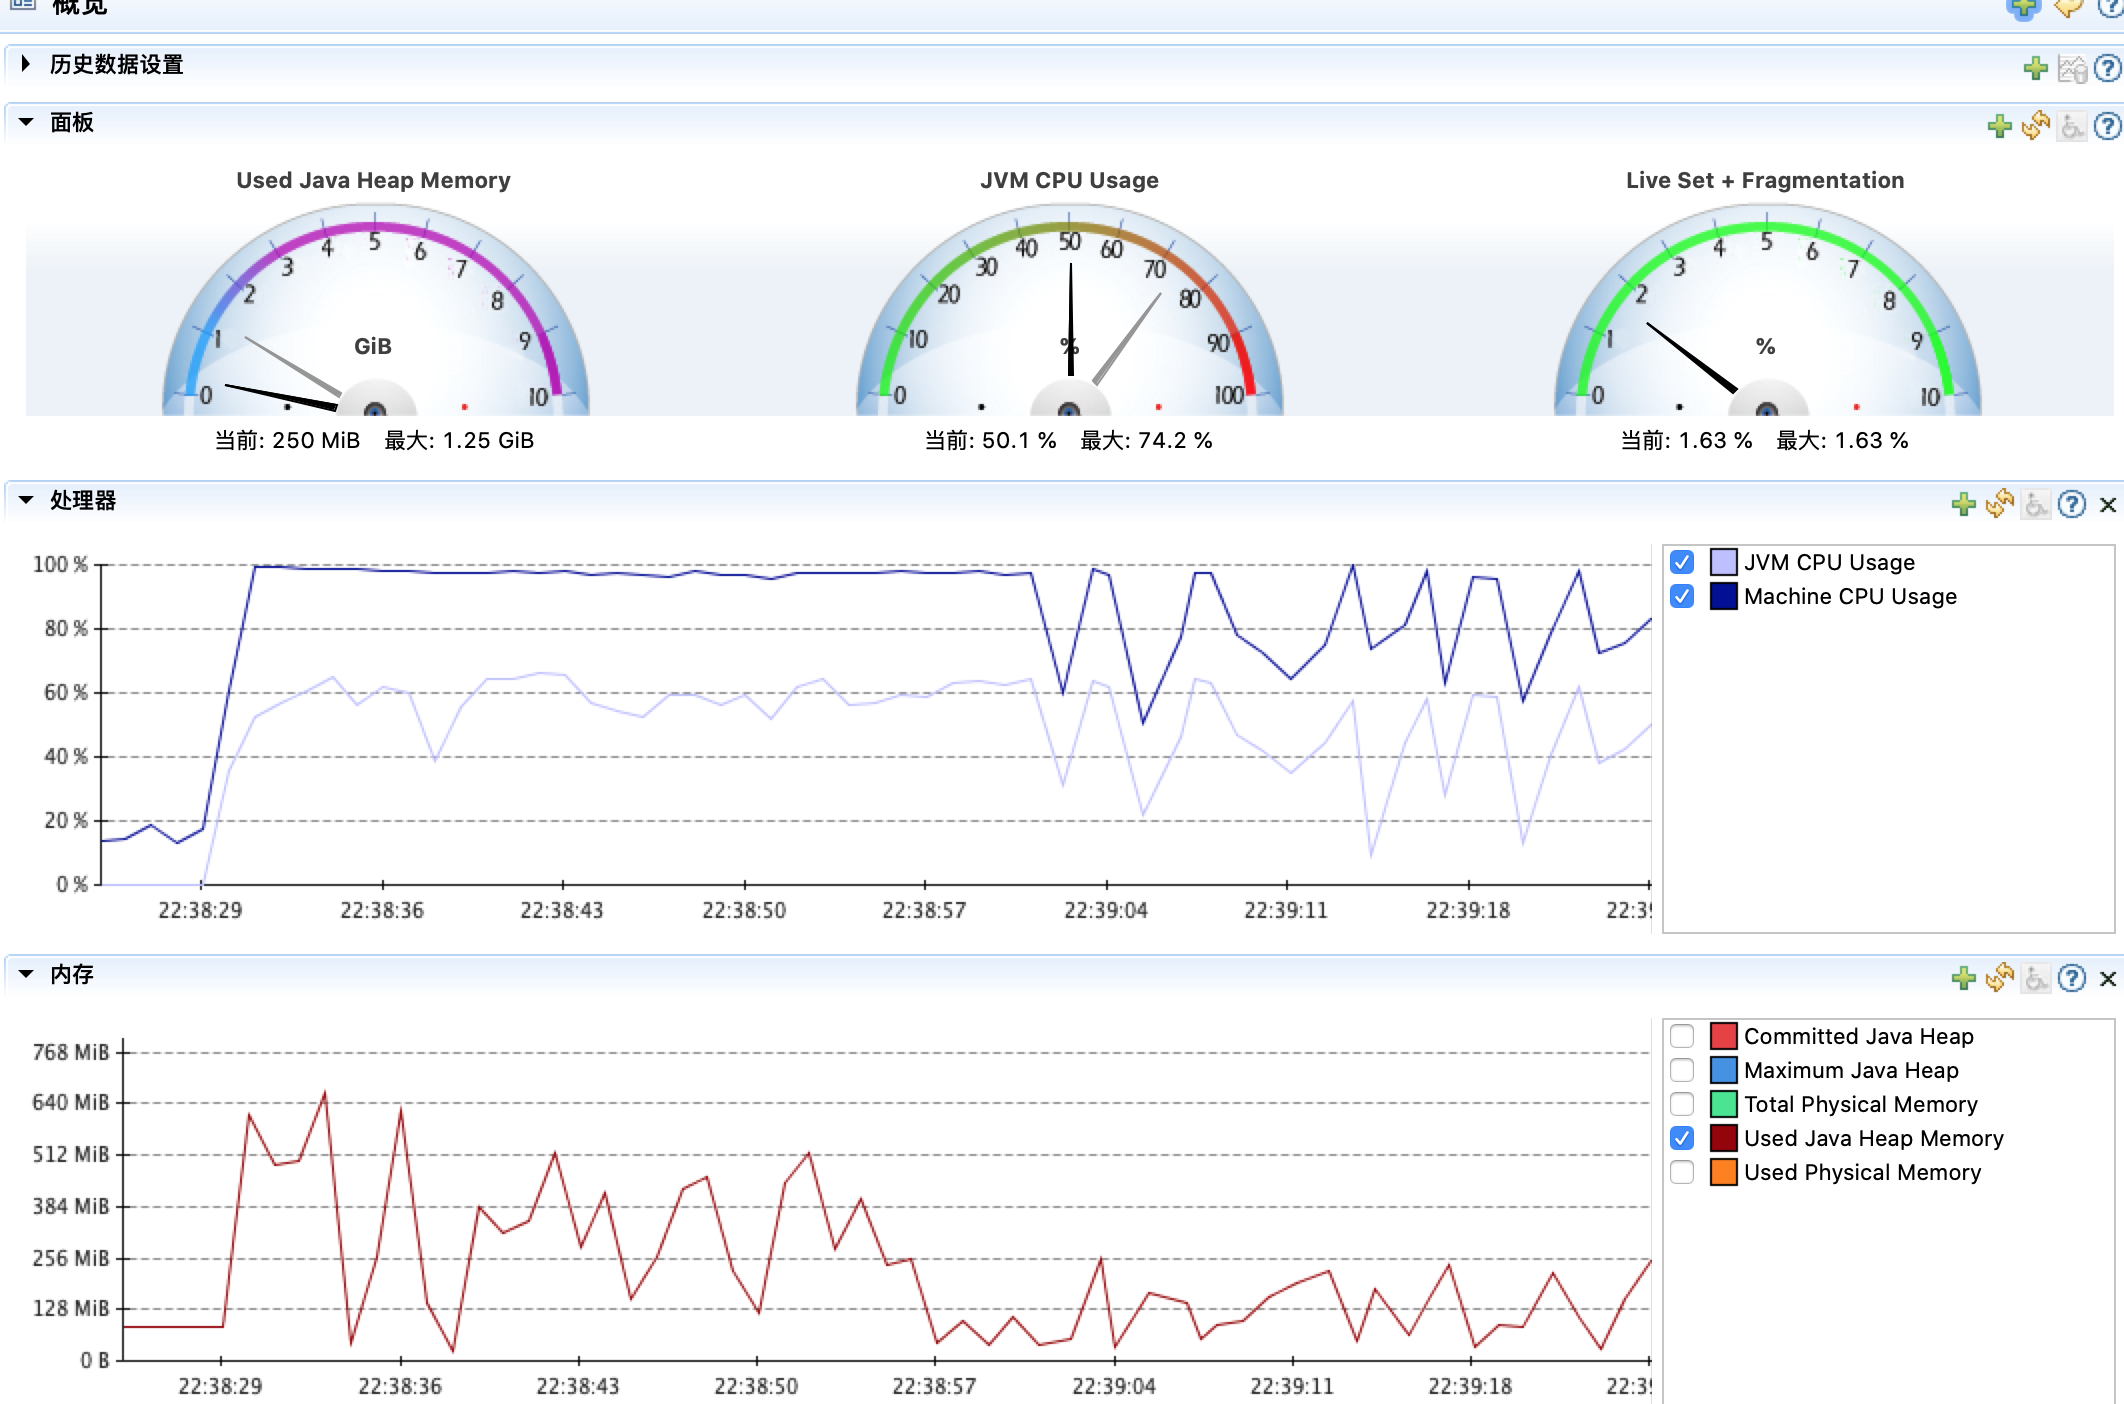 概览
历史数据设置
面板
Used Java Heap Memory
JVM CPU Usage
Live Set + Fragmentation
0 1 2 3 4 5 6 7 8 9 10
GiB
0 10 20 30 40 50 60 70 80 90 100
%
0 1 2 3 4 5 6 7 8 9 10
%
当前: 250 MiB 最大: 1.25 GiB
当前: 50.1 % 最大: 74.2 %
当前: 1.63 % 最大: 1.63 %
处理器
100 %
80 %
60 %
40 %
20 %
0 %
22:38:29 22:38:36 22:38:43 22:38:50 22:38:57 22:39:04 22:39:11 22:39:18 22:39
JVM CPU Usage
Machine CPU Usage
内存
768 MiB
640 MiB
512 MiB
384 MiB
256 MiB
128 MiB
0 B
22:38:29 22:38:36 22:38:43 22:38:50 22:38:57 22:39:04 22:39:11 22:39:18 22:39
Committed Java Heap
Maximum Java Heap
Total Physical Memory
Used Java Heap Memory
Used Physical Memory